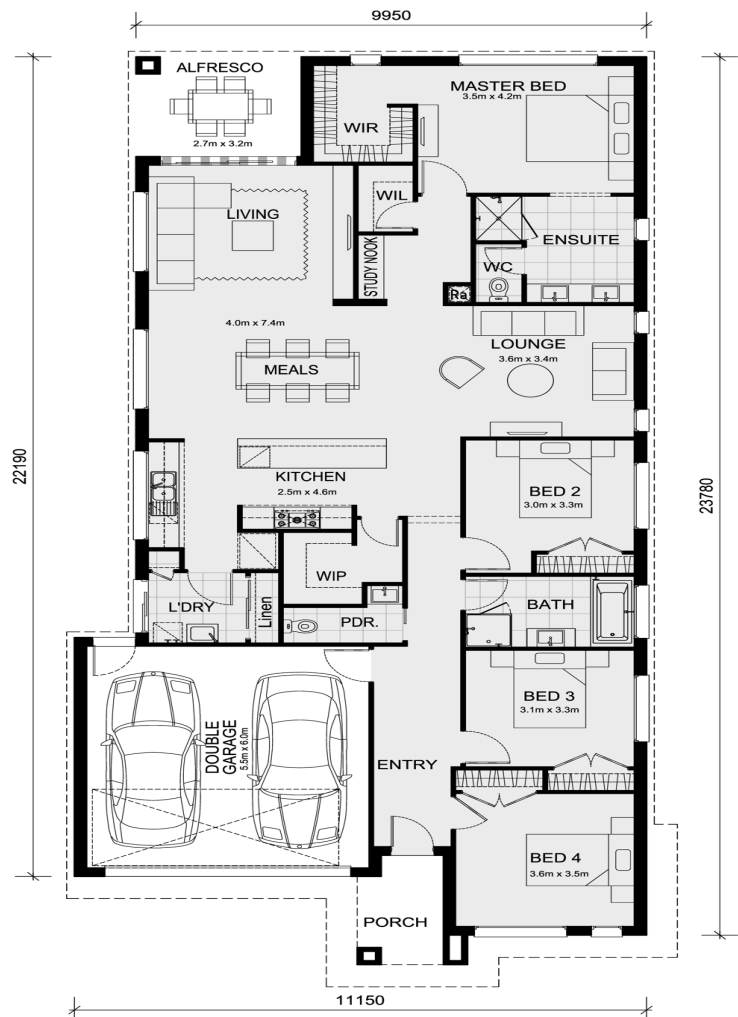 9950
ALFRESCO
2.7m x 3.2m
MASTER BED
3.5m x 4.2m
WIR
WIL
LIVING
ENSUITE
STUDY NOOK
WC
Ra
4.0m x 7.4m
LOUNGE
3.6m x 3.4m
MEALS
22190
23780
KITCHEN
2.5m x 4.6m
BED 2
3.0m x 3.3m
WIP
L'DRY
Linen
PDR.
BATH
BED 3
3.1m x 3.3m
DOUBLE
GARAGE
5.5m x 6.0m
ENTRY
BED 4
3.6m x 3.5m
PORCH
11150